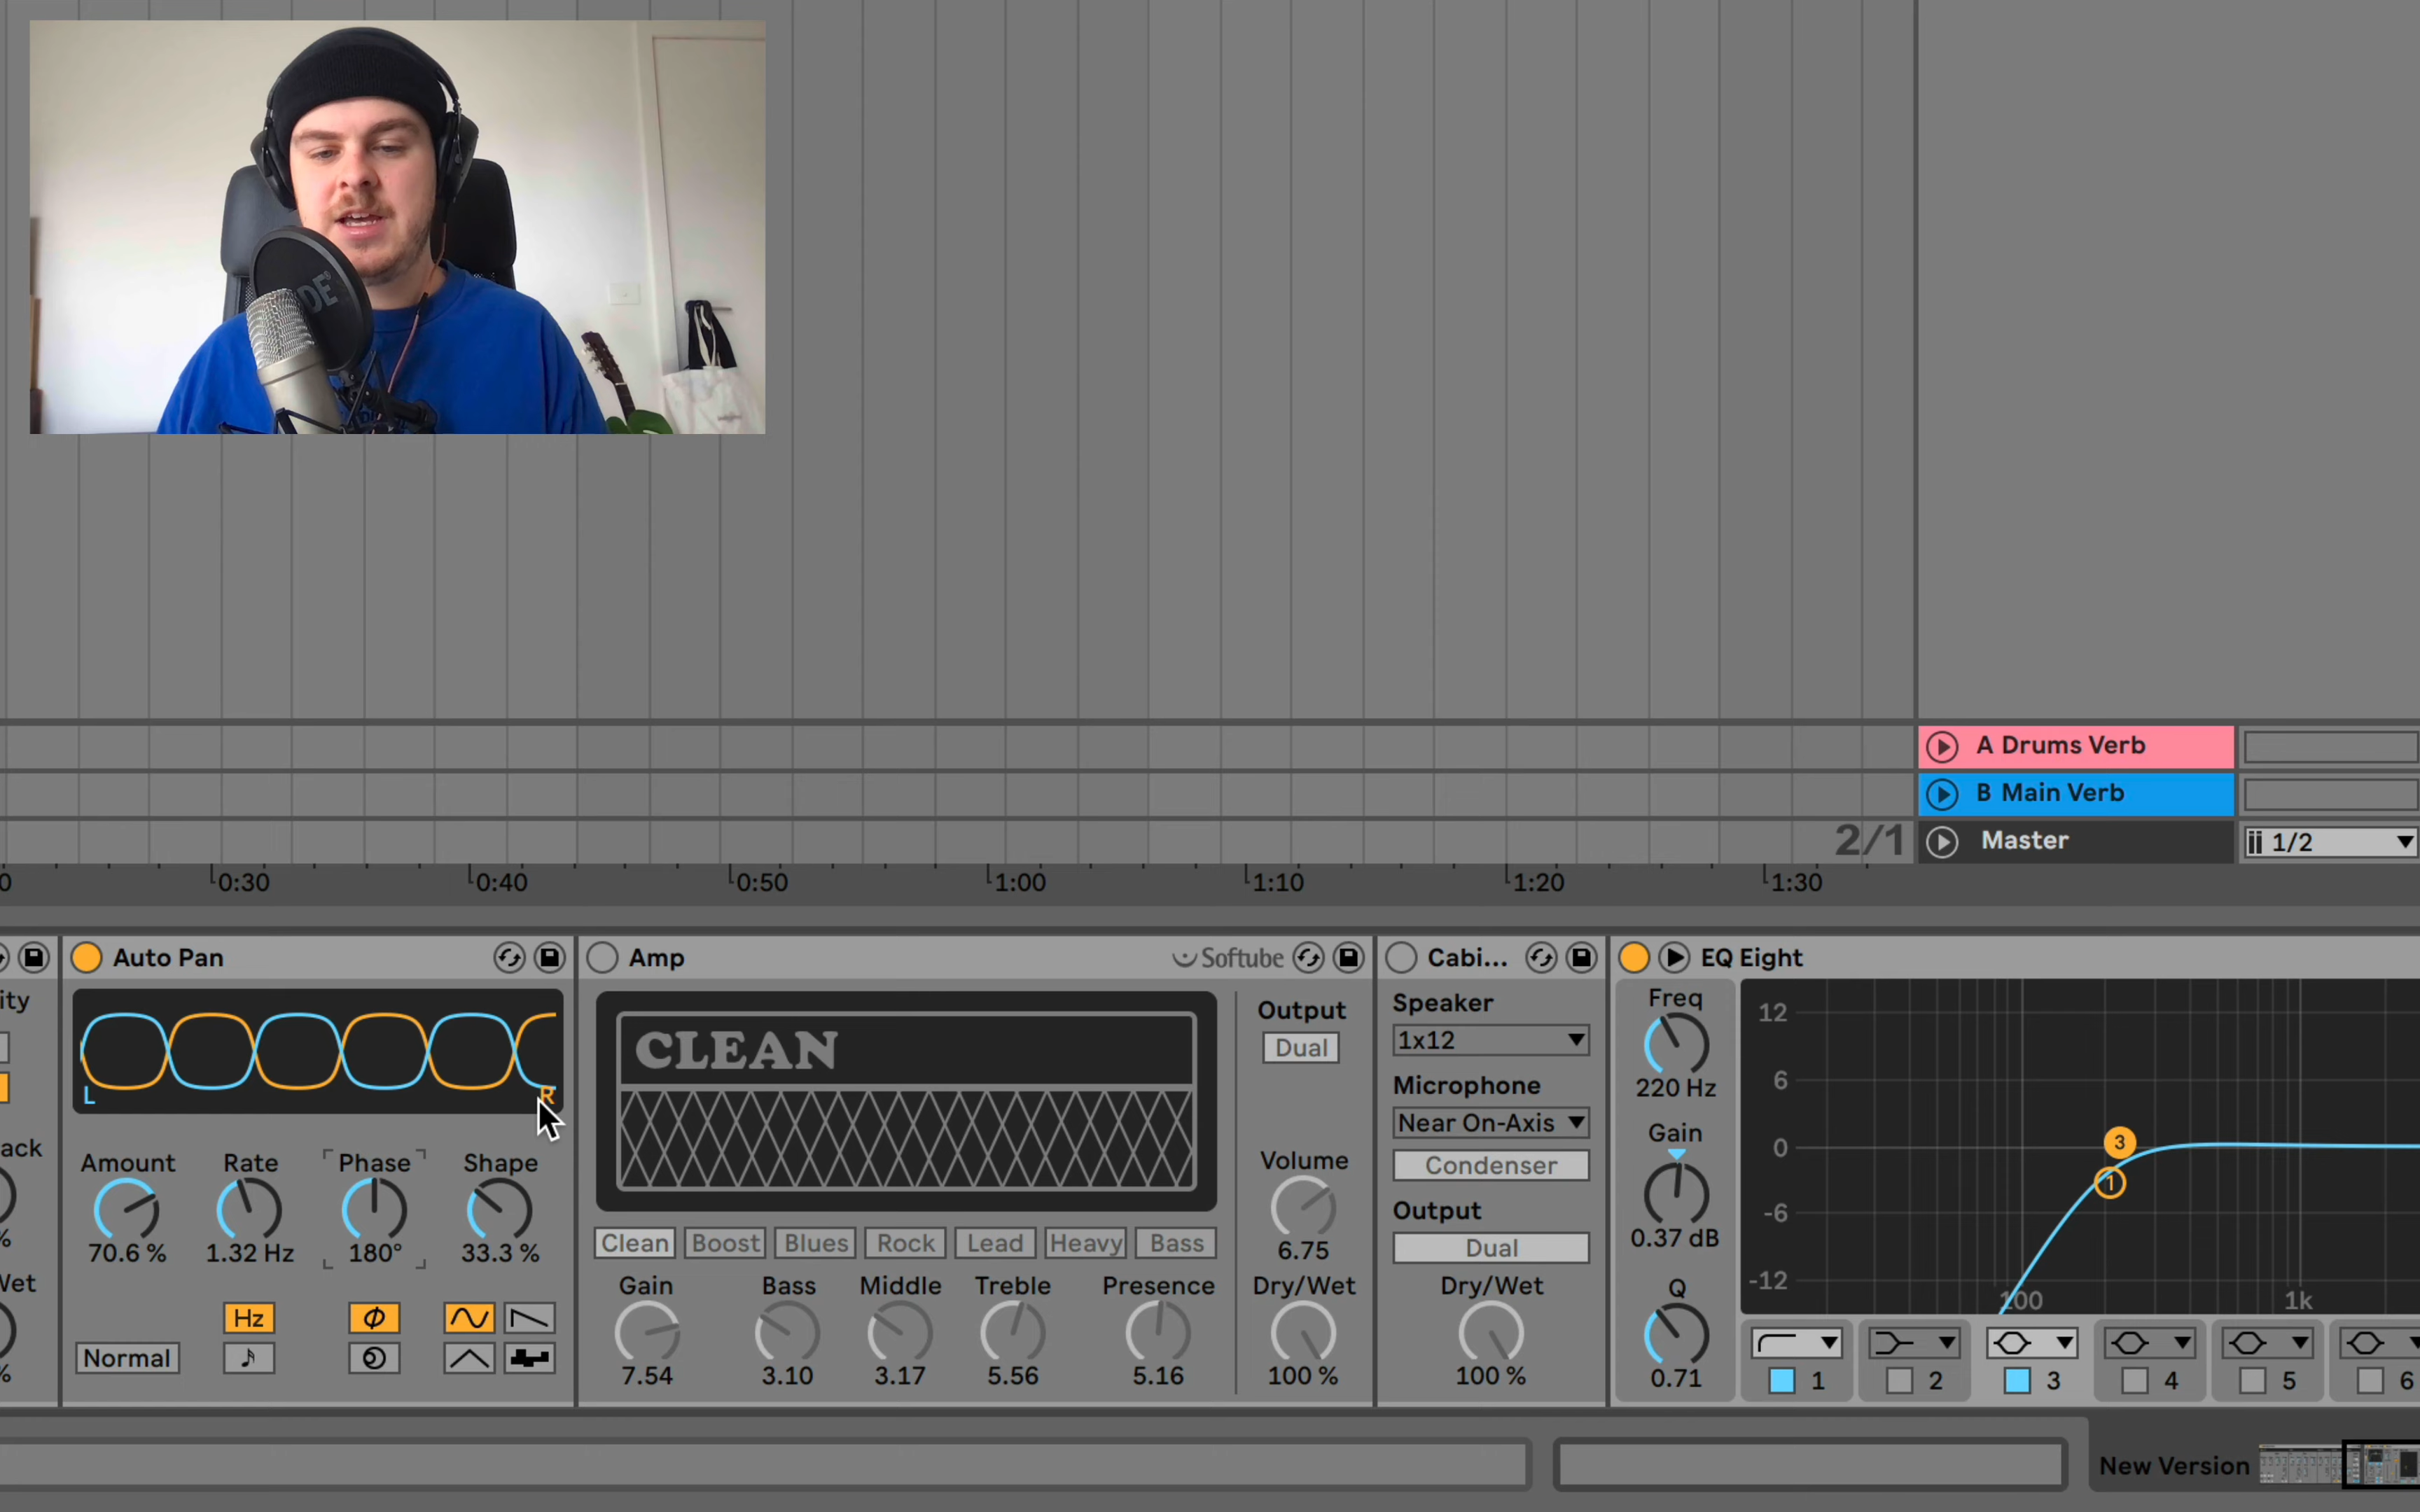 DE
A Drums Verb
B Main Verb
2/1
Master
1/2
0:30
0:40
0:50
1:00
1:10
1:20
1:30
Auto Pan
L
R
Amount
Rate
Phase
Shape
70.6 %
1.32 Hz
180°
33.3 %
Hz
Normal
Amp
Softube
CLEAN
Clean
Boost
Blues
Rock
Lead
Heavy
Bass
Gain
Bass
Middle
Treble
Presence
7.54
3.10
3.17
5.56
5.16
Output
Dual
Volume
6.75
Dry/Wet
100 %
Cabi...
Speaker
1x12
Microphone
Near On-Axis
Condenser
Output
Dual
Dry/Wet
100 %
EQ Eight
Freq
220 Hz
Gain
0.37 dB
Q
0.71
12
6
0
-6
-12
3
1
100
1k
1
2
3
4
5
6
New Version